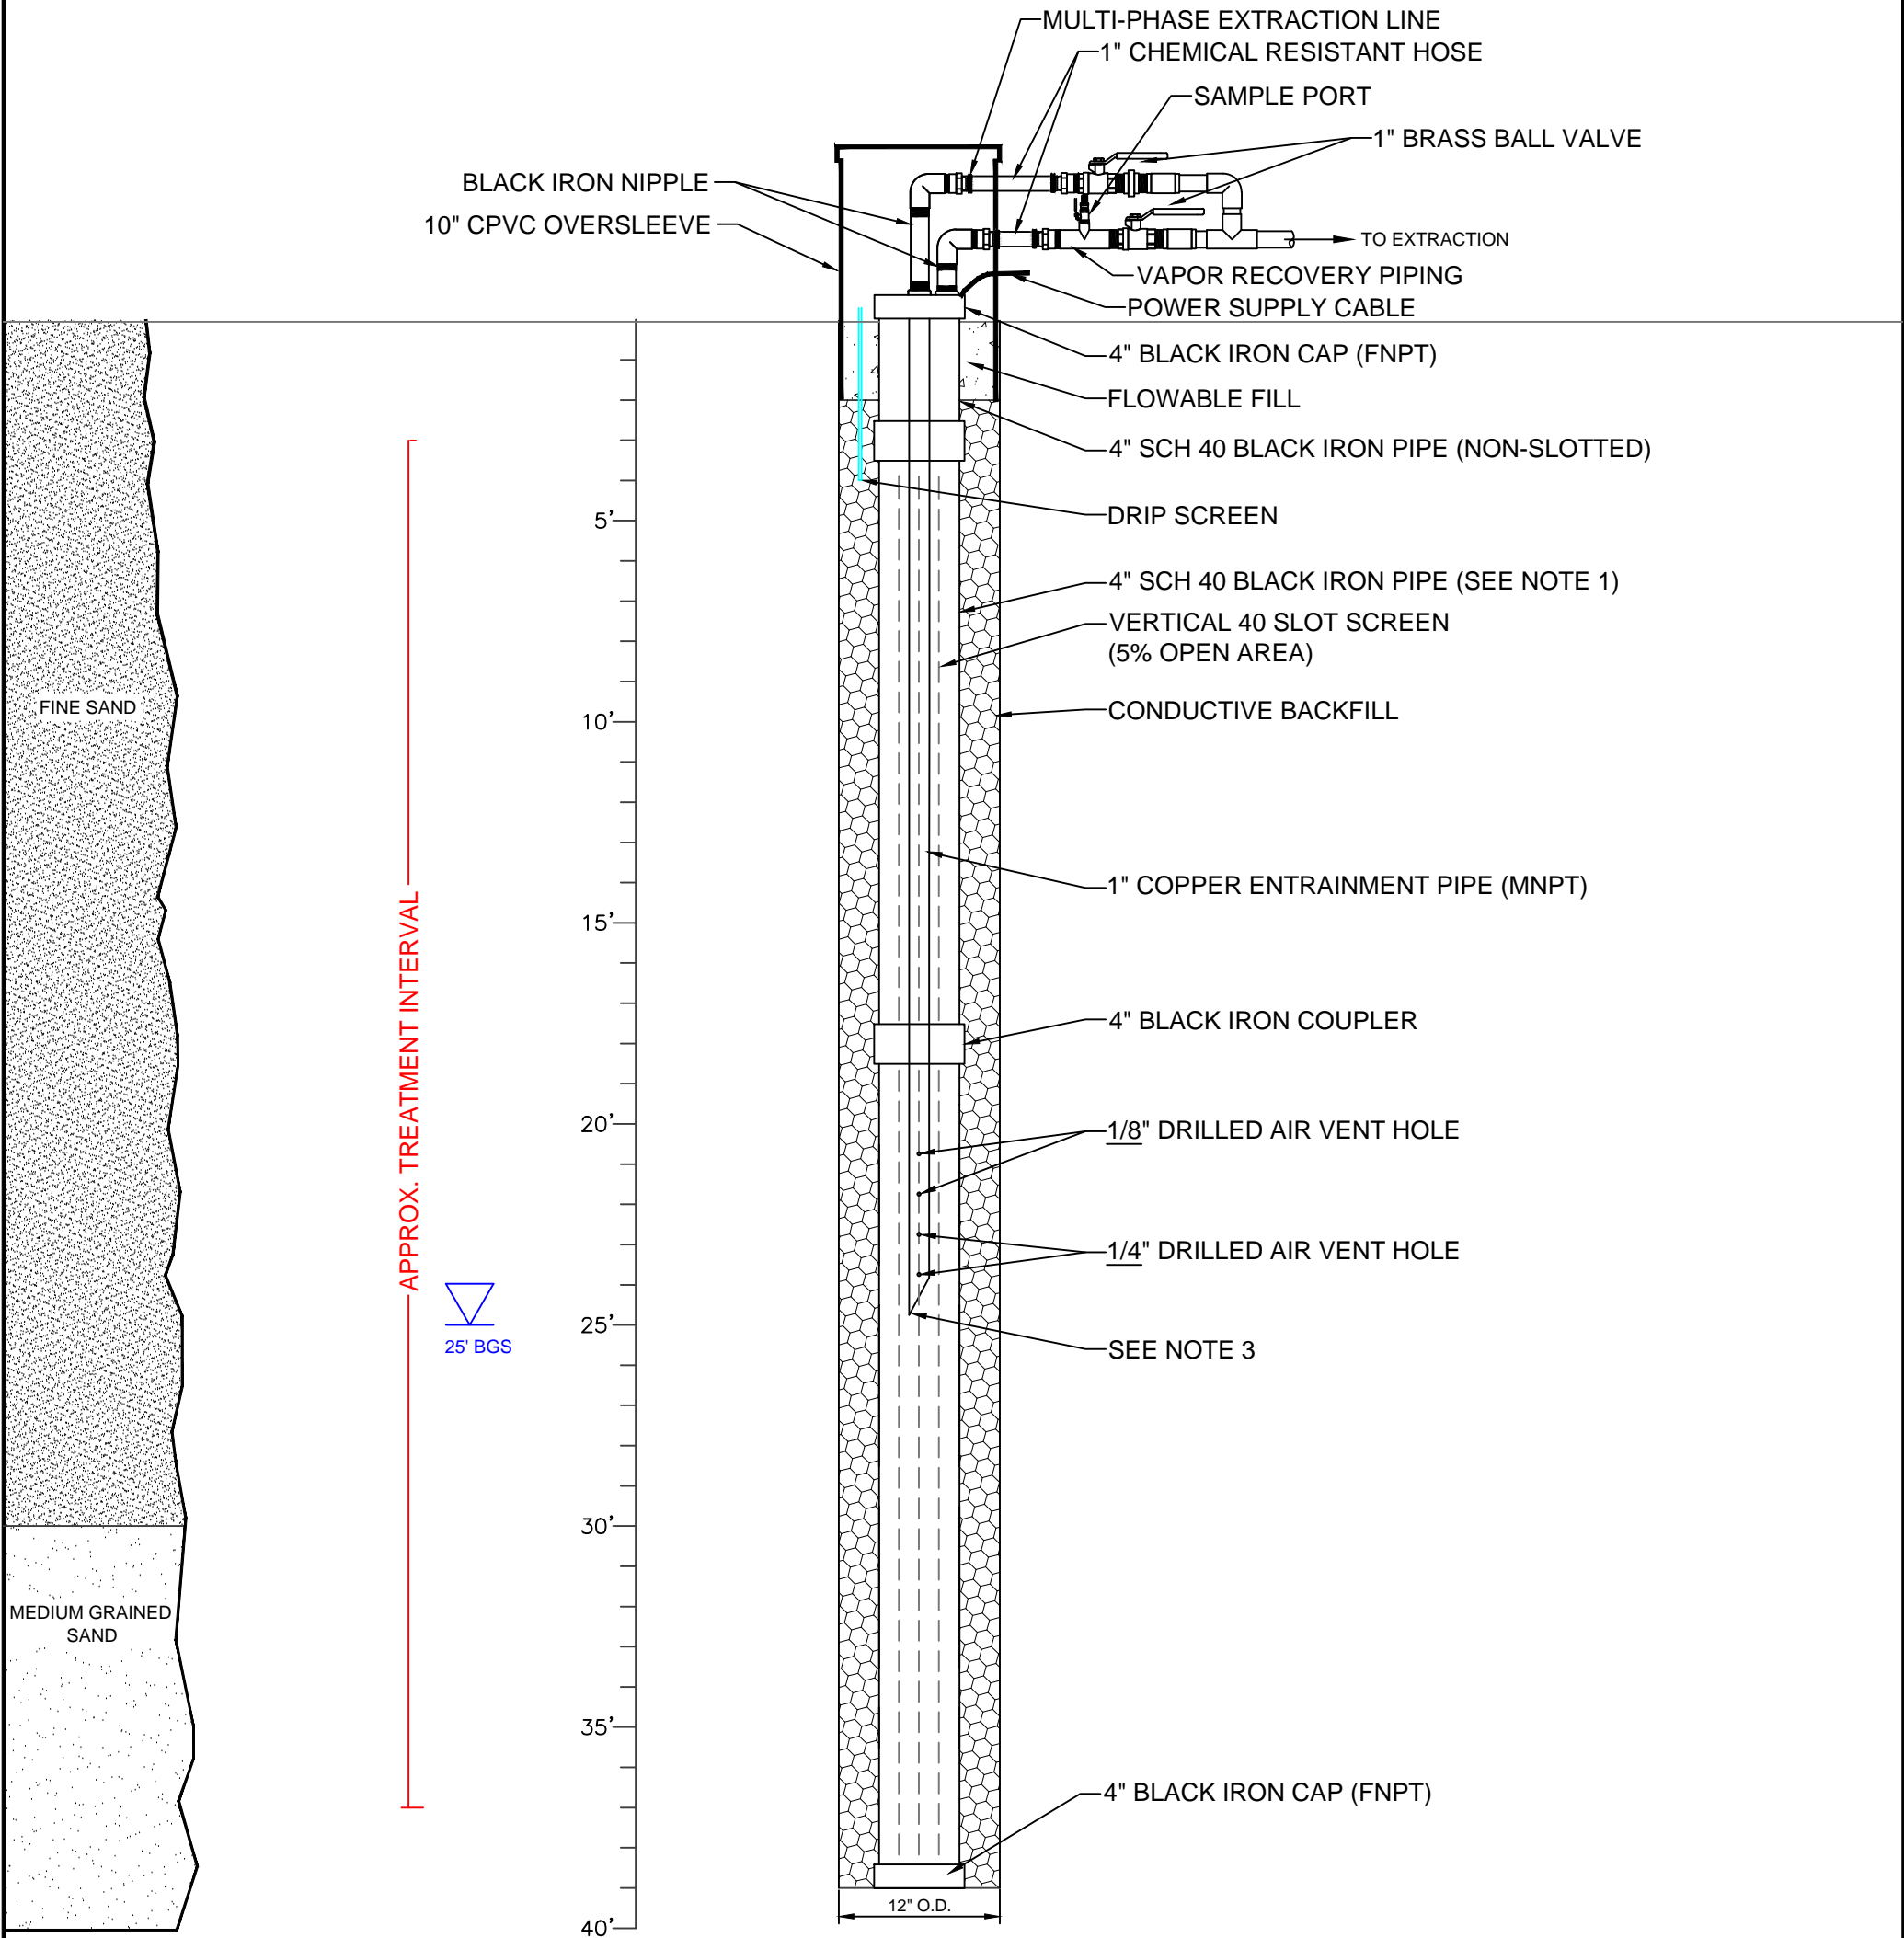 MULTI-PHASE EXTRACTION LINE
1" CHEMICAL RESISTANT HOSE
SAMPLE PORT
1" BRASS BALL VALVE
BLACK IRON NIPPLE
10" CPVC OVERSLEEVE
TO EXTRACTION
VAPOR RECOVERY PIPING
POWER SUPPLY CABLE
4" BLACK IRON CAP (FNPT)
FLOWABLE FILL
4" SCH 40 BLACK IRON PIPE (NON-SLOTTED)
DRIP SCREEN
5'
4" SCH 40 BLACK IRON PIPE (SEE NOTE 1)
VERTICAL 40 SLOT SCREEN
(5% OPEN AREA)
FINE SAND
CONDUCTIVE BACKFILL
10'
1" COPPER ENTRAINMENT PIPE (MNPT)
15'
APPROX. TREATMENT INTERVAL
4" BLACK IRON COUPLER
20'
1/8" DRILLED AIR VENT HOLE
1/4" DRILLED AIR VENT HOLE
25'
25' BGS
SEE NOTE 3
30'
MEDIUM GRAINED
SAND
35'
4" BLACK IRON CAP (FNPT)
12" O.D.
40'